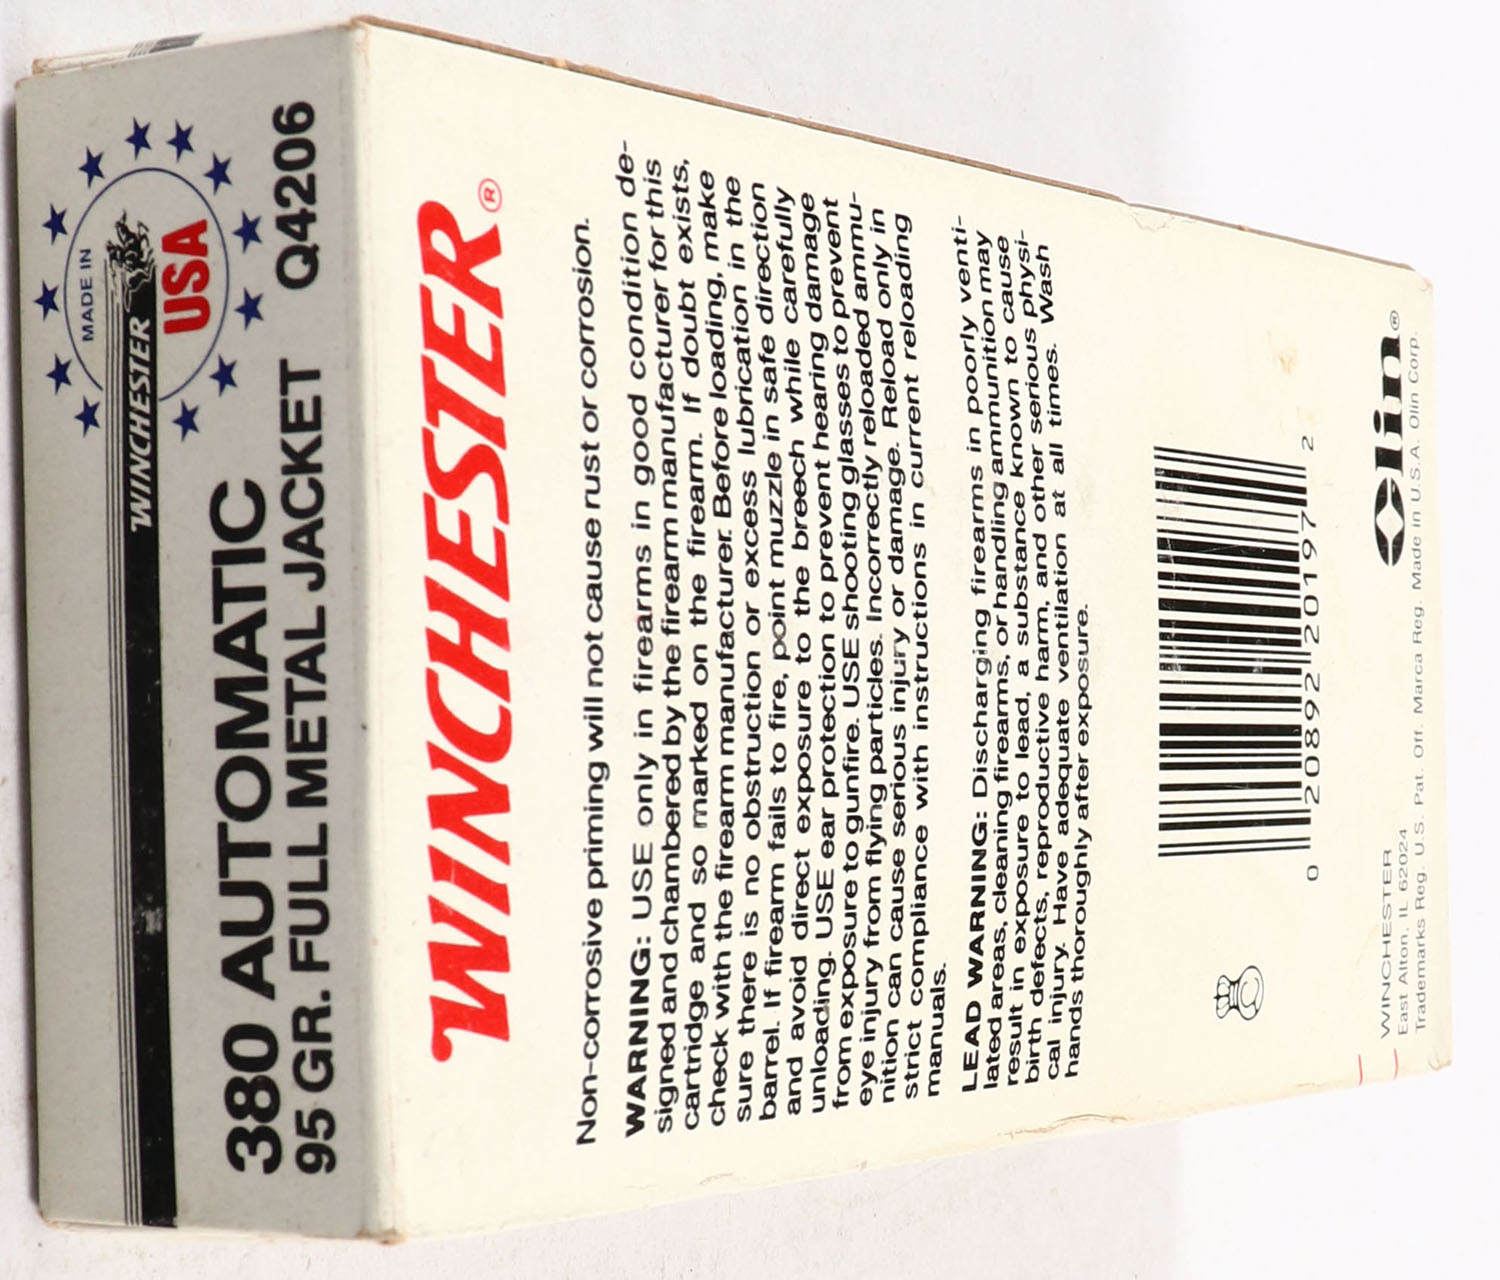 MADE IN
WINCHESTER
USA
380 AUTOMATIC
95 GR. FULL METAL JACKET Q4206
WINCHESTER®
Non-corrosive priming will not cause rust or corrosion.
WARNING: USE only in firearms in good condition de-
signed and chambered by the firearm manufacturer for this
cartridge and so marked on the firearm. If doubt exists,
check with the firearm manufacturer. Before loading, make
sure there is no obstruction or excess lubrication in the
barrel. If firearm fails to fire, point muzzle in safe direction
and avoid direct exposure to the breech while carefully
unloading. USE ear protection to prevent hearing damage
from exposure to gunfire. USE shooting glasses to prevent
eye injury from flying particles. Incorrectly reloaded ammu-
nition can cause serious injury or damage. Reload only in
strict compliance with instructions in current reloading
manuals.
LEAD WARNING: Discharging firearms in poorly venti-
lated areas, cleaning firearms, or handling ammunition may
result in exposure to lead, a substance known to cause
birth defects, reproductive harm, and other serious physi-
cal injury. Have adequate ventilation at all times. Wash
hands thoroughly after exposure.
0 20892 20197 2
WINCHESTER
East Alton, IL 62024
Olin®
Trademarks Reg. U.S. Pat. Off. Marca Reg. Made in U.S.A. Olin Corp.